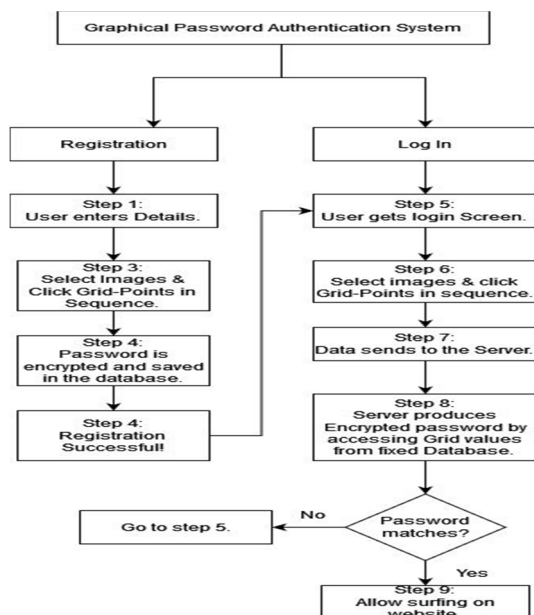 Graphical Password Authentication System
Registration
Step 1:
User enters Details.
Step 3:
Select Images &
Click Grid-Points in
Sequence.
Step 4:
Password is
encrypted and saved
in the database.
Step 4:
Registration
Successful!
Log In
Step 5:
User gets login Screen.
Step 6:
Select images & click
Grid-Points in sequence.
Step 7:
Data sends to the Server.
Step 8:
Server produces
Encrypted password by
accessing Grid values
from fixed Database.
Password
matches?
No
Go to step 5.
Yes
Step 9:
Allow surfing on
website